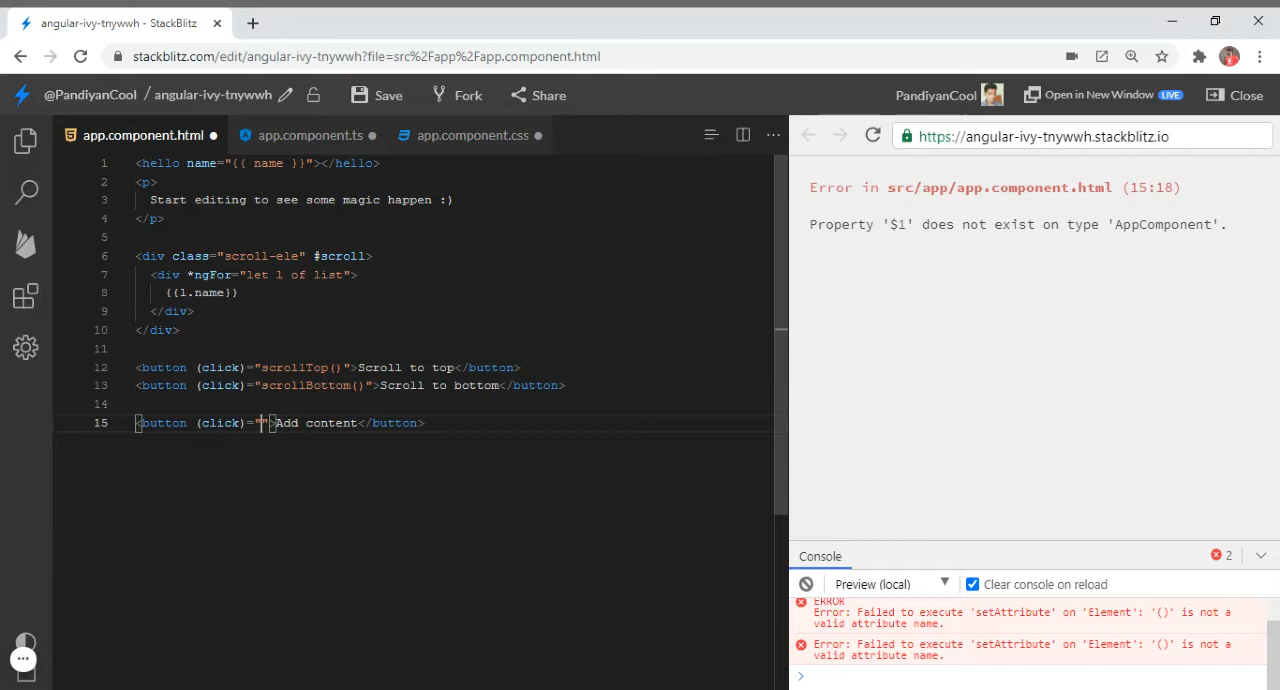 angular-ivy-tnywwh - StackBlitz
stackblitz.com/edit/angular-ivy-tnywwh?file=src%2Fapp%2Fapp.component.html
@PandiyanCool / angular-ivy-tnywwh Save Fork Share PandiyanCool Open in New Window LIVE Close
app.component.html app.component.ts app.component.css
https://angular-ivy-tnywwh.stackblitz.io
1 <hello name="{{ name }}"></hello>
2 <p>
3 Start editing to see some magic happen :)
4 </p>
5
6 <div class="scroll-ele" #scroll>
7 <div *ngFor="let l of list">
8 {{l.name}}
9 </div>
10 </div>
11
12 <button (click)="scrollTop()">Scroll to top</button>
13 <button (click)="scrollBottom()">Scroll to bottom</button>
14
15 <button (click)="">Add content</button>
Error in src/app/app.component.html (15:18)
Property '$1' does not exist on type 'AppComponent'.
Console 2
Preview (local) Clear console on reload
ERROR
Error: Failed to execute 'setAttribute' on 'Element': '()' is not a
valid attribute name.
Error: Failed to execute 'setAttribute' on 'Element': '()' is not a
valid attribute name.
>